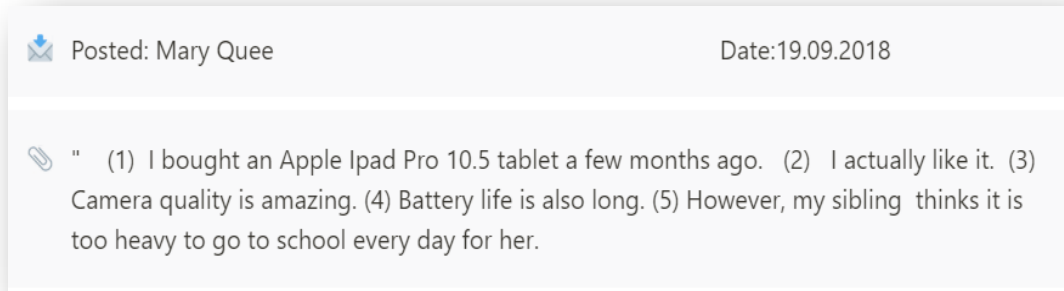 Posted: Mary Quee Date:19.09.2018
" (1) I bought an Apple Ipad Pro 10.5 tablet a few months ago. (2) I actually like it. (3)
Camera quality is amazing. (4) Battery life is also long. (5) However, my sibling thinks it is
too heavy to go to school every day for her.